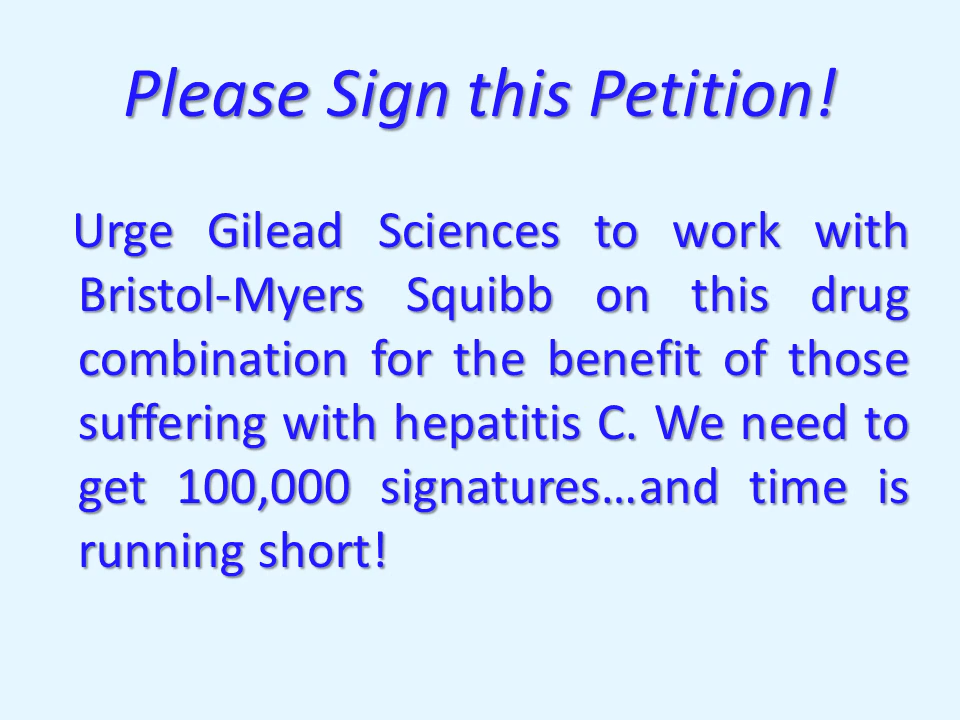 Please Sign this Petition!
Urge Gilead Sciences to work with
Bristol-Myers Squibb on this drug
combination for the benefit of those
suffering with hepatitis C. We need to
get 100,000 signatures…and time is
running short!